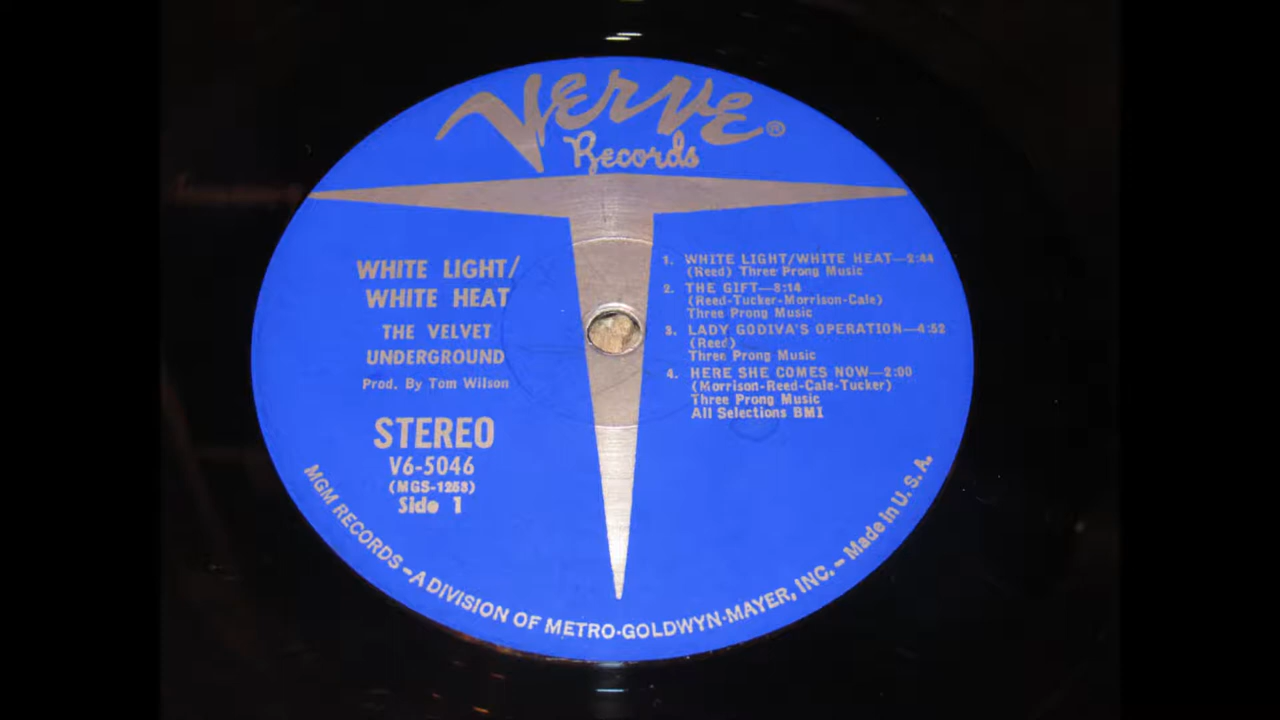 Verve®
Records
WHITE LIGHT/
WHITE HEAT
THE VELVET
UNDERGROUND
Prod. By Tom Wilson
STEREO
V6-5046
(MGS-1253)
Side 1
1. WHITE LIGHT/WHITE HEAT—2:44
(Reed) Three Prong Music
2. THE GIFT—8:14
(Reed-Tucker-Morrison-Cale)
Three Prong Music
3. LADY GODIVA'S OPERATION—4:52
(Reed)
Three Prong Music
4. HERE SHE COMES NOW—2:00
(Morrison-Reed-Cale-Tucker)
Three Prong Music
All Selections BMI
MGM RECORDS – A DIVISION OF METRO-GOLDWYN-MAYER, INC. – Made in U. S. A.